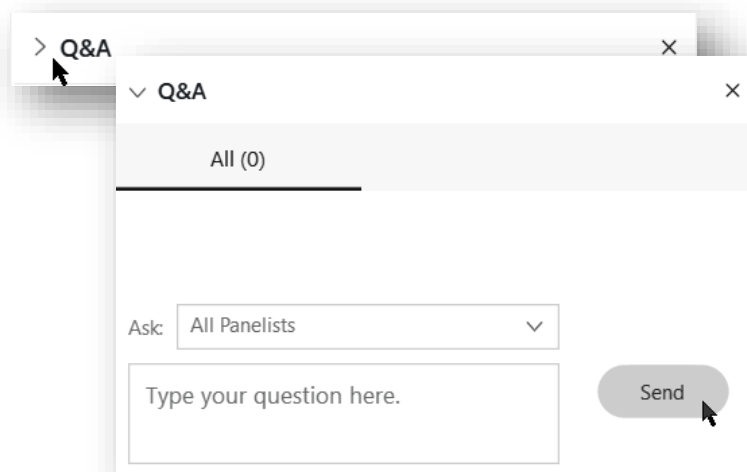 Q&A
Q&A
All (0)
Ask:
All Panelists
Type your question here.
Send